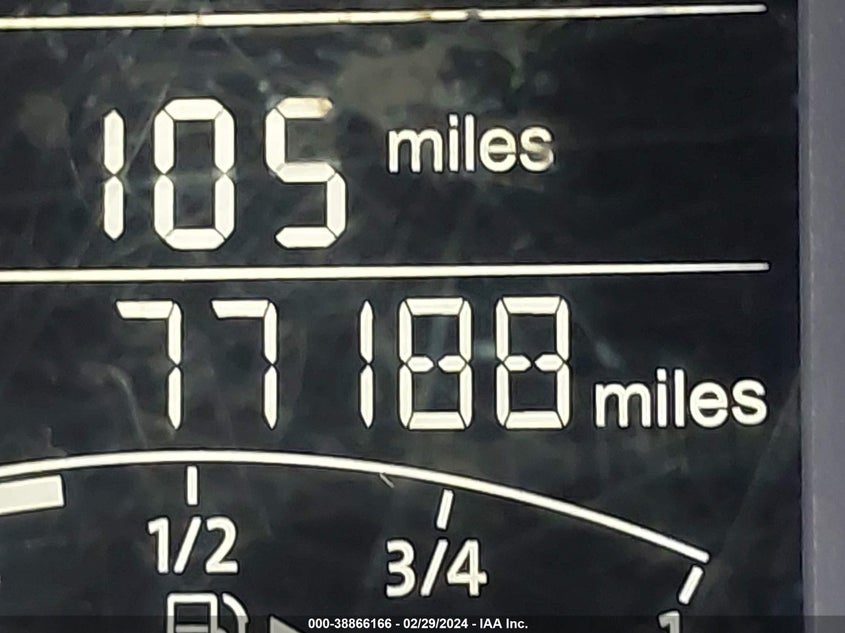 105 miles
77188 miles
1/2
3/4
1
000-38866166 - 02/29/2024 - IAA Inc.